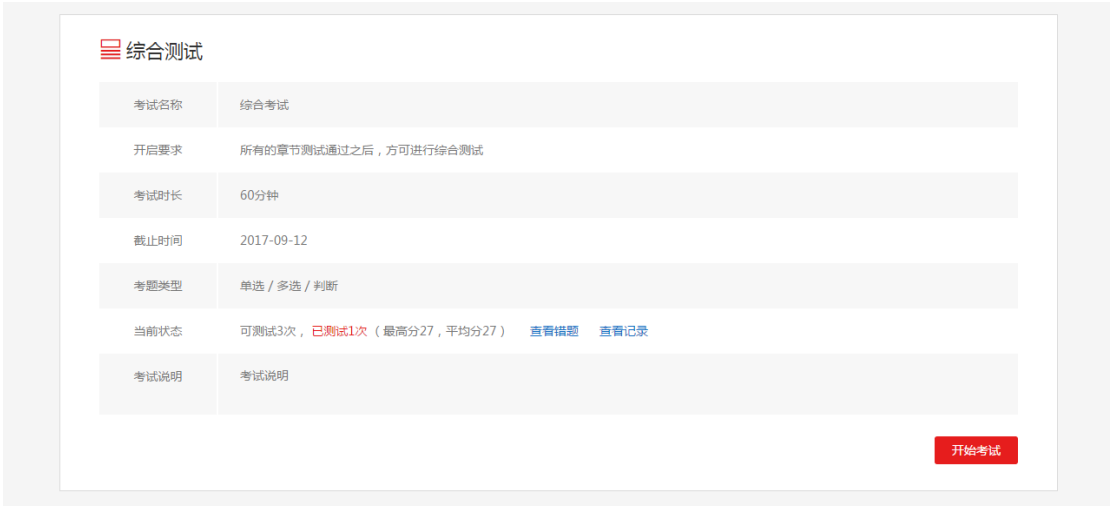 综合测试
考试名称 综合考试
开启要求 所有的章节测试通过之后，方可进行综合测试
考试时长 60分钟
截止时间 2017-09-12
考题类型 单选 / 多选 / 判断
当前状态 可测试3次，已测试1次（最高分27，平均分27） 查看错题 查看记录
考试说明 考试说明
开始考试